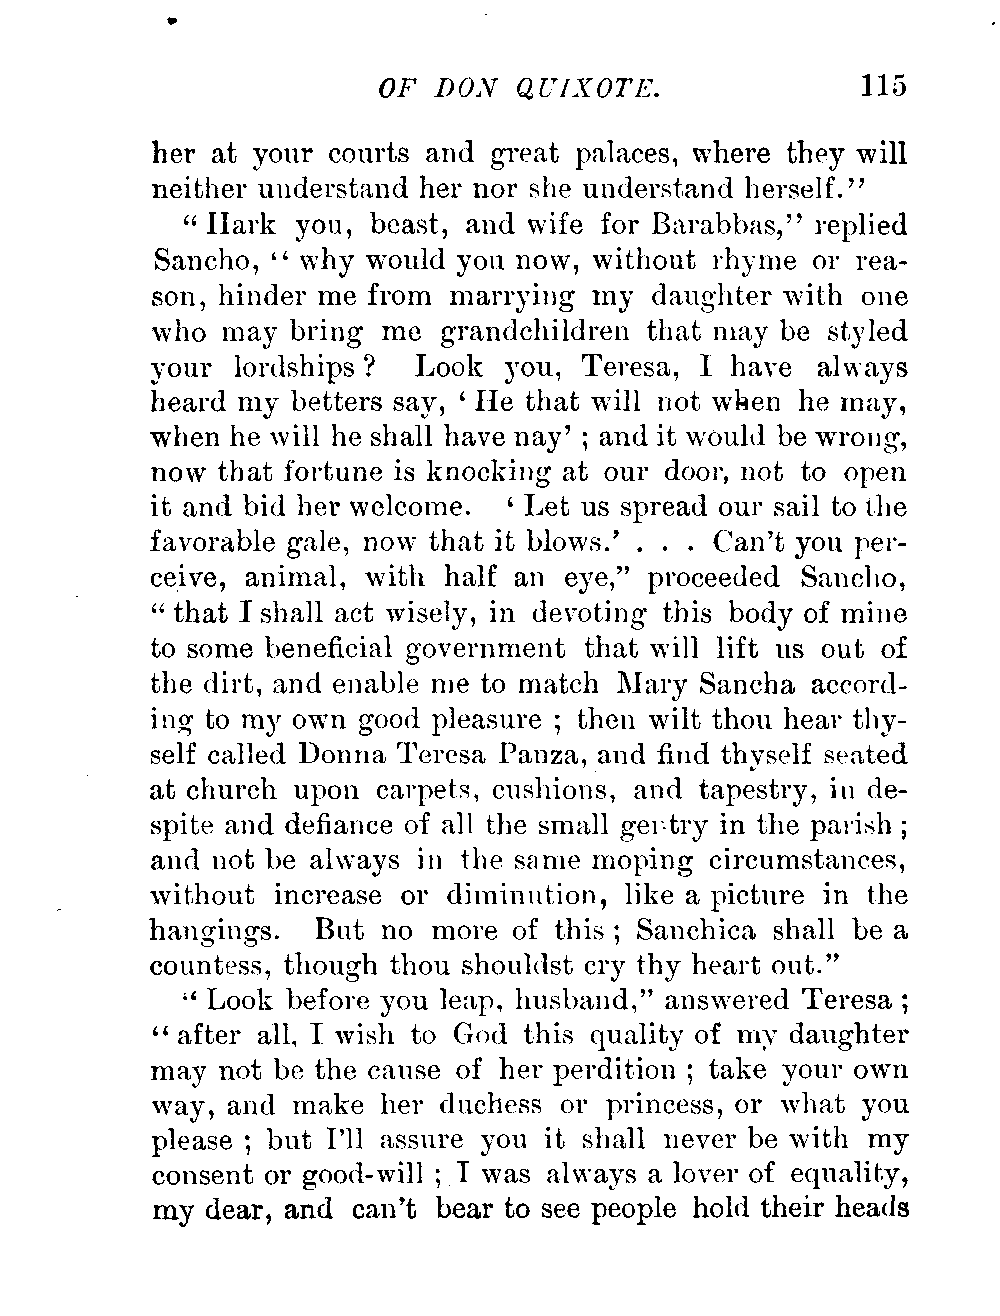 OF DON QUIXOTE. 115
her at your courts and great palaces, where they will
neither understand her nor she understand herself."
"Hark you, beast, and wife for Barabbas," replied
Sancho, "why would you now, without rhyme or rea-
son, hinder me from marrying my daughter with one
who may bring me grandchildren that may be styled
your lordships? Look you, Teresa, I have always
heard my betters say, 'He that will not when he may,
when he will he shall have nay'; and it would be wrong,
now that fortune is knocking at our door, not to open
it and bid her welcome. 'Let us spread our sail to the
favorable gale, now that it blows.' . . . Can't you per-
ceive, animal, with half an eye," proceeded Sancho,
"that I shall act wisely, in devoting this body of mine
to some beneficial government that will lift us out of
the dirt, and enable me to match Mary Sancha accord-
ing to my own good pleasure; then wilt thou hear thy-
self called Donna Teresa Panza, and find thyself seated
at church upon carpets, cushions, and tapestry, in de-
spite and defiance of all the small gentry in the parish;
and not be always in the same moping circumstances,
without increase or diminution, like a picture in the
hangings. But no more of this; Sanchica shall be a
countess, though thou shouldst cry thy heart out."
"Look before you leap, husband," answered Teresa;
"after all, I wish to God this quality of my daughter
may not be the cause of her perdition; take your own
way, and make her duchess or princess, or what you
please; but I'll assure you it shall never be with my
consent or good-will; I was always a lover of equality,
my dear, and can't bear to see people hold their heads